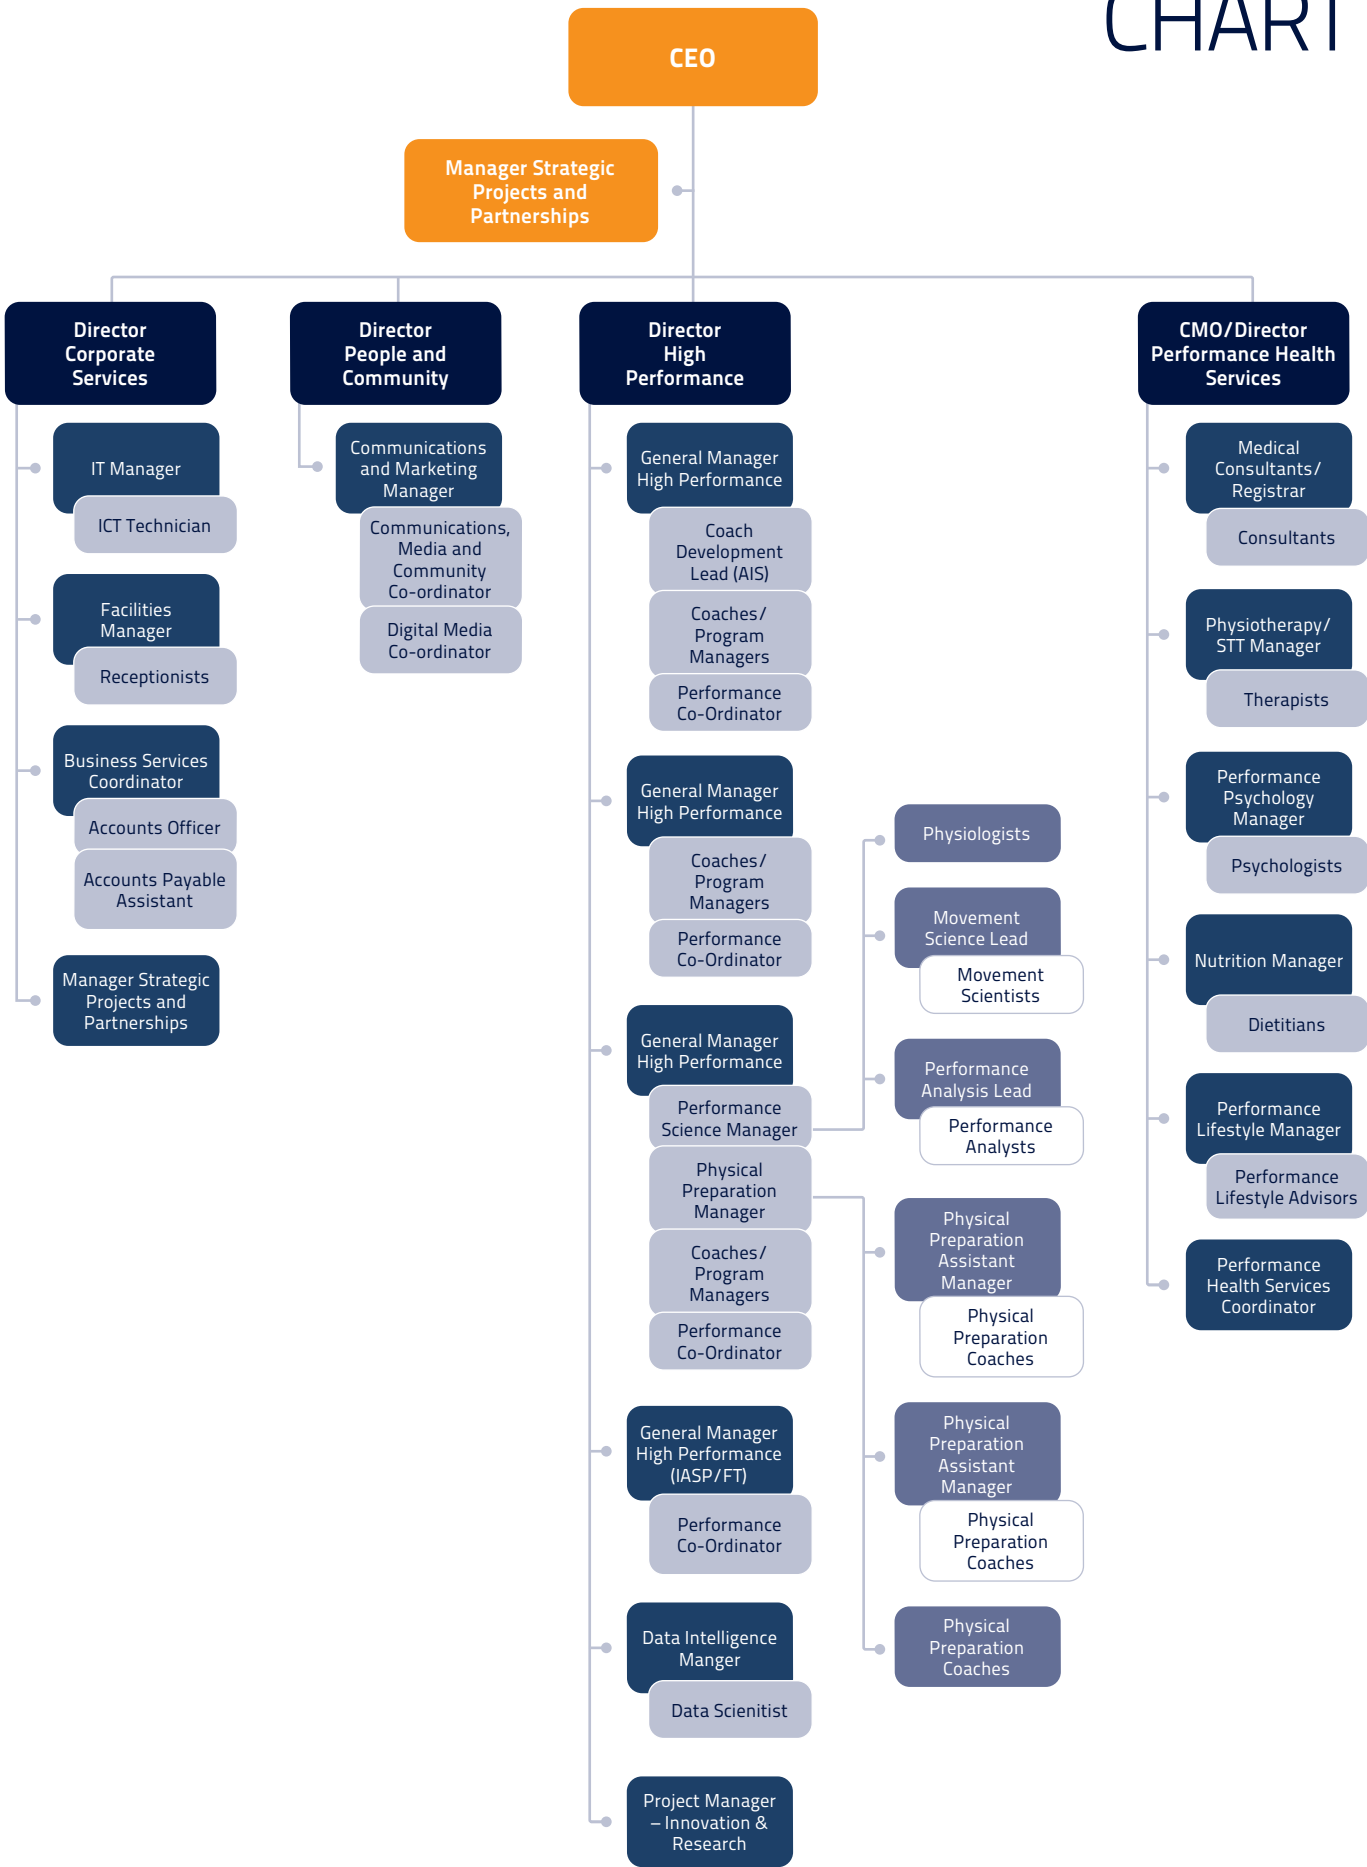 CHART
CEO
Manager Strategic
Projects and
Partnerships
Director
Corporate
Services
IT Manager
ICT Technician
Facilities
Manager
Receptionists
Business Services
Coordinator
Accounts Officer
Accounts Payable
Assistant
Manager Strategic
Projects and
Partnerships
Director
People and
Community
Communications
and Marketing
Manager
Communications,
Media and
Community
Co-ordinator
Digital Media
Co-ordinator
Director
High
Performance
General Manager
High Performance
Coach
Development
Lead (AIS)
Coaches/
Program
Managers
Performance
Co-Ordinator
General Manager
High Performance
Coaches/
Program
Managers
Performance
Co-Ordinator
General Manager
High Performance
Performance
Science Manager
Physical
Preparation
Manager
Coaches/
Program
Managers
Performance
Co-Ordinator
General Manager
High Performance
(IASP/FT)
Performance
Co-Ordinator
Data Intelligence
Manger
Data Scienitist
Project Manager
– Innovation &
Research
Physiologists
Movement
Science Lead
Movement
Scientists
Performance
Analysis Lead
Performance
Analysts
Physical
Preparation
Assistant
Manager
Physical
Preparation
Coaches
Physical
Preparation
Assistant
Manager
Physical
Preparation
Coaches
Physical
Preparation
Coaches
CMO/Director
Performance Health
Services
Medical
Consultants/
Registrar
Consultants
Physiotherapy/
STT Manager
Therapists
Performance
Psychology
Manager
Psychologists
Nutrition Manager
Dietitians
Performance
Lifestyle Manager
Performance
Lifestyle Advisors
Performance
Health Services
Coordinator